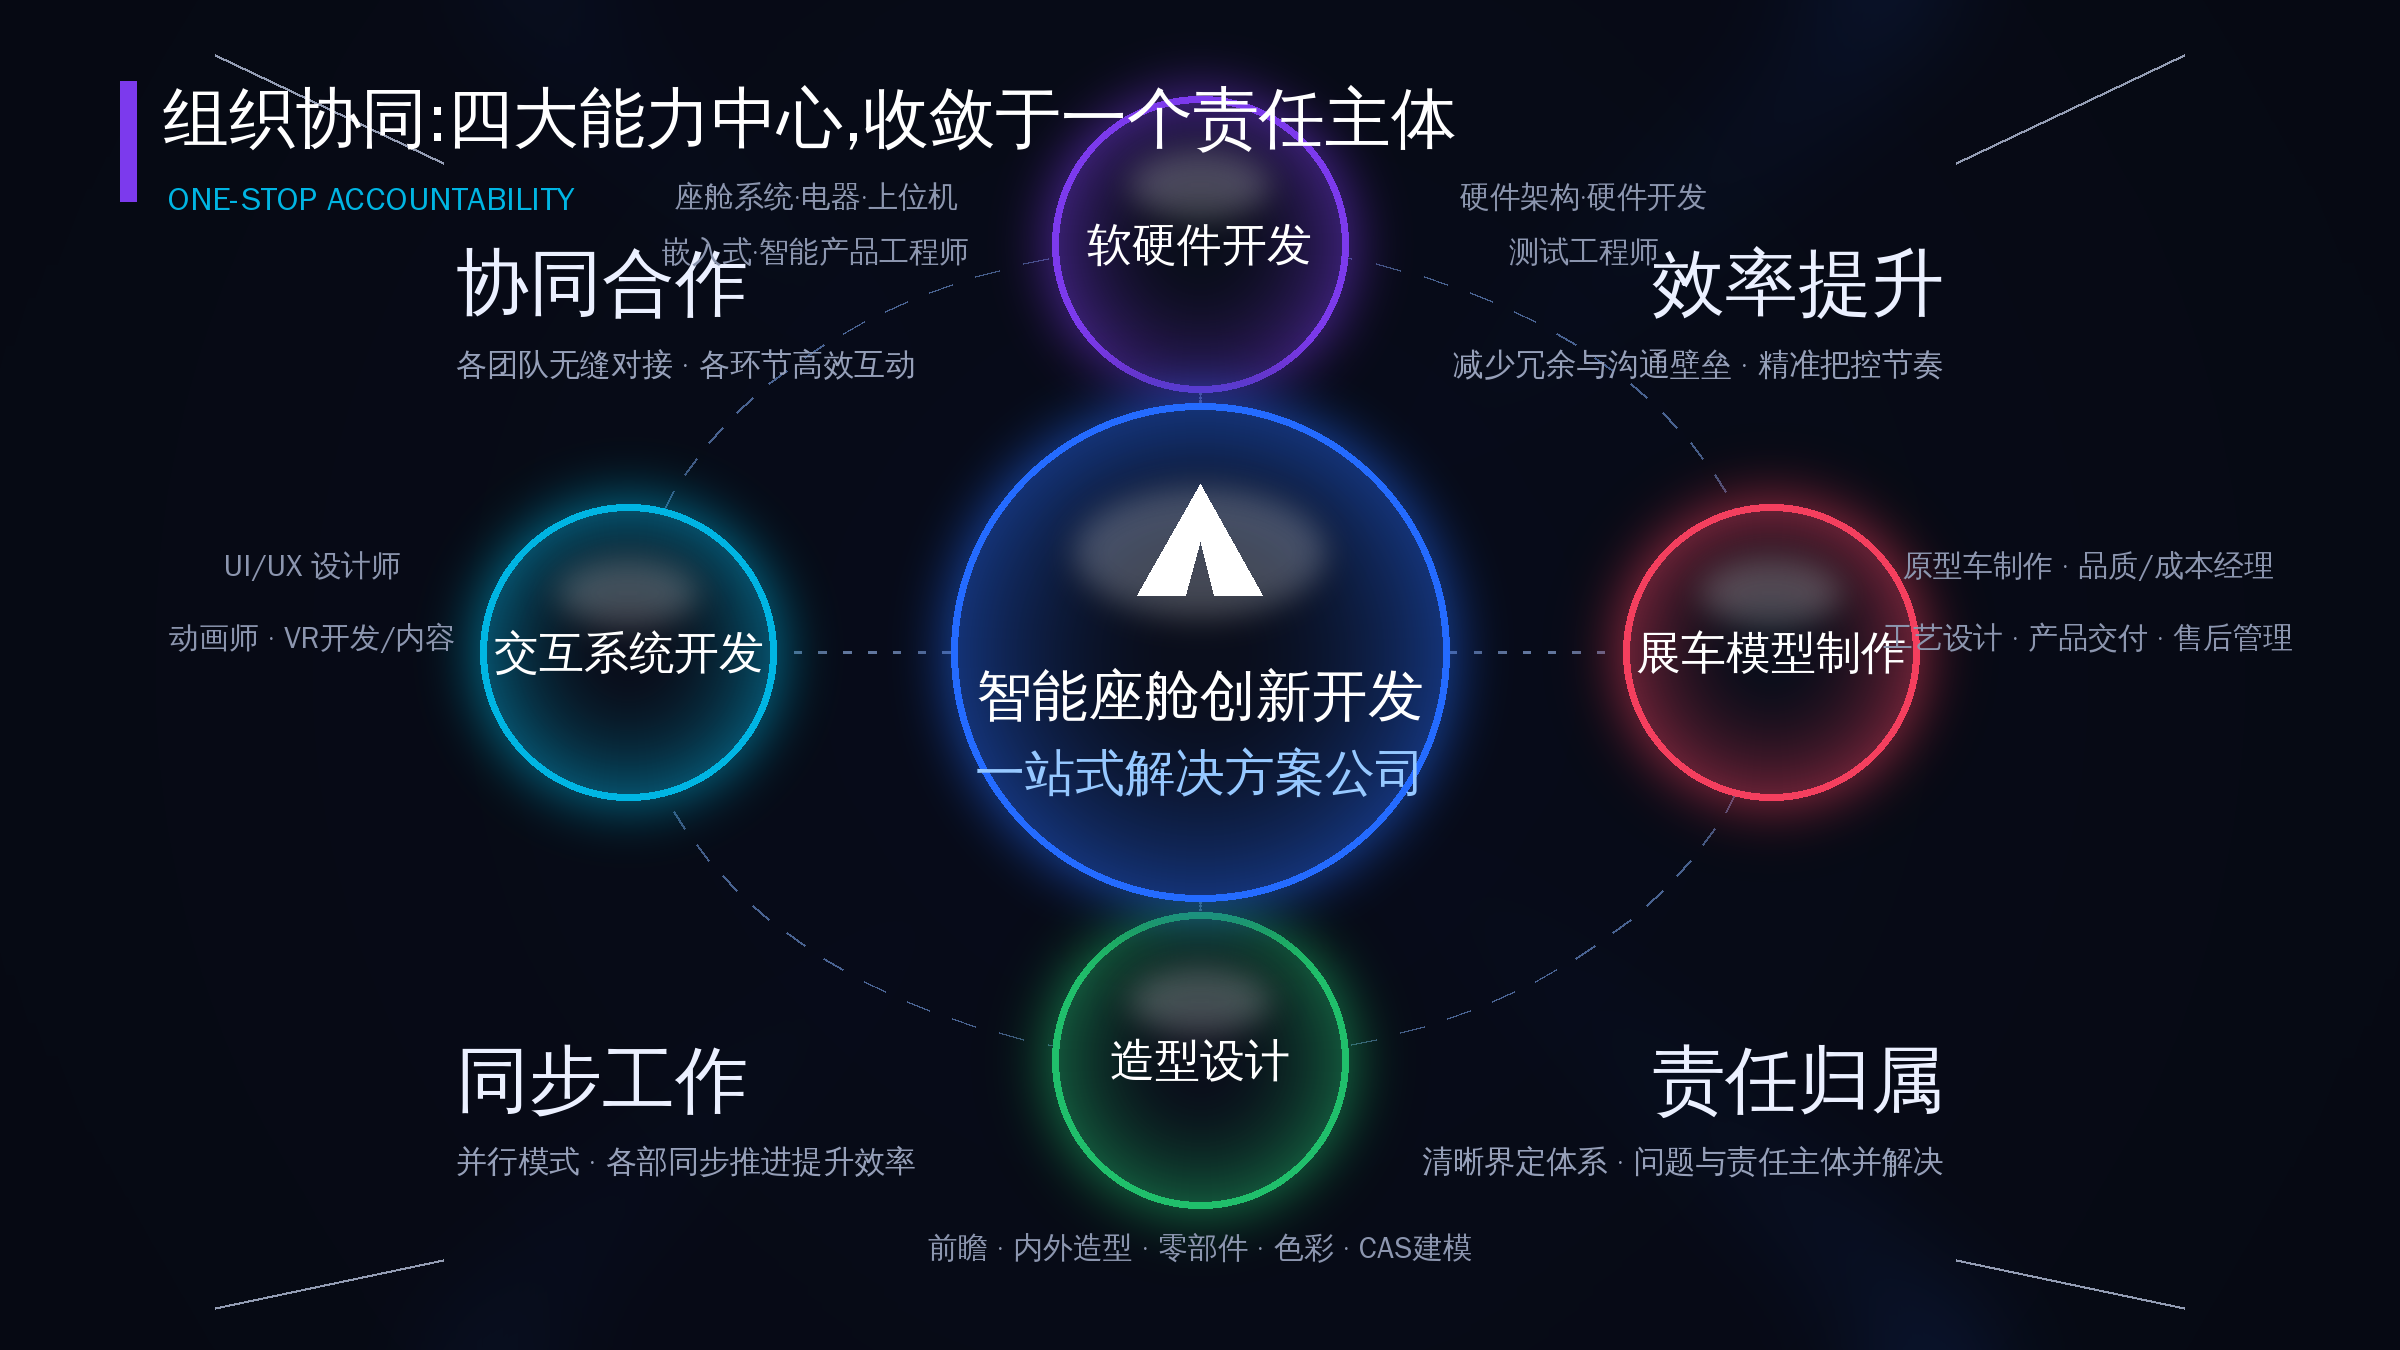 组织协同:四大能力中心,收敛于一个责任主体
ONE-STOP ACCOUNTABILITY
座舱系统·电器·上位机
嵌入式·智能产品工程师
软硬件开发
硬件架构·硬件开发
测试工程师
协同合作
各团队无缝对接 · 各环节高效互动
效率提升
减少冗余与沟通壁垒 · 精准把控节奏
UI/UX 设计师
动画师 · VR开发/内容
交互系统开发
智能座舱创新开发
一站式解决方案公司
展车模型制作
原型车制作 · 品质/成本经理
工艺设计 · 产品交付 · 售后管理
同步工作
并行模式 · 各部同步推进提升效率
造型设计
责任归属
清晰界定体系 · 问题与责任主体并解决
前瞻 · 内外造型 · 零部件 · 色彩 · CAS建模